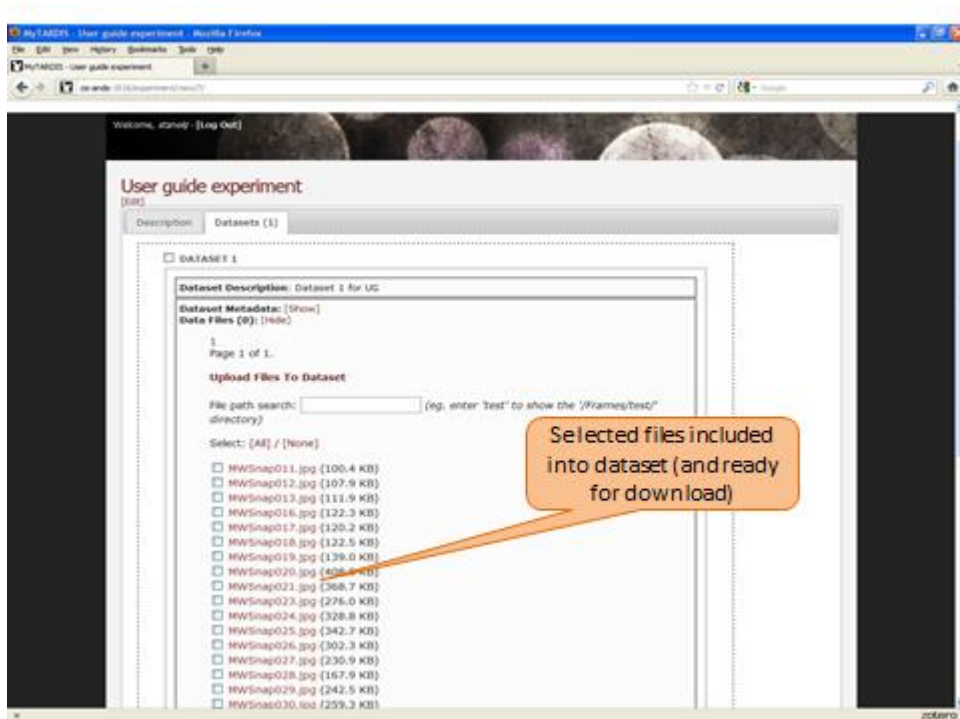 MyTARDIS - User guide experiment - Mozilla Firefox
File Edit View History Bookmarks Tools Help
MyTARDIS - User guide experiment
Google
Welcome, [Log Out]
User guide experiment
[Edit]
Description Datasets (1)
DATASET 1
Dataset Description: Dataset 1 for UG
Dataset Metadata: [Show]
Data Files (0): [Hide]
1
Page 1 of 1.
Upload Files To Dataset
File path search: (eg. enter 'test' to show the '/Frames/test/'
directory)
Select: [All] / [None]
Selected files included
into dataset (and ready
for download)
MWSnap011.jpg (100.4 KB)
MWSnap012.jpg (107.9 KB)
MWSnap013.jpg (111.9 KB)
MWSnap016.jpg (122.3 KB)
MWSnap017.jpg (120.2 KB)
MWSnap018.jpg (122.5 KB)
MWSnap019.jpg (139.0 KB)
MWSnap020.jpg KB)
MWSnap021.jpg (368.7 KB)
MWSnap023.jpg (276.0 KB)
MWSnap024.jpg (328.8 KB)
MWSnap025.jpg (342.7 KB)
MWSnap026.jpg (302.3 KB)
MWSnap027.jpg (230.9 KB)
MWSnap028.jpg (167.9 KB)
MWSnap029.jpg (242.5 KB)
MWSnap030.jpg (259.3 KB)
zotero